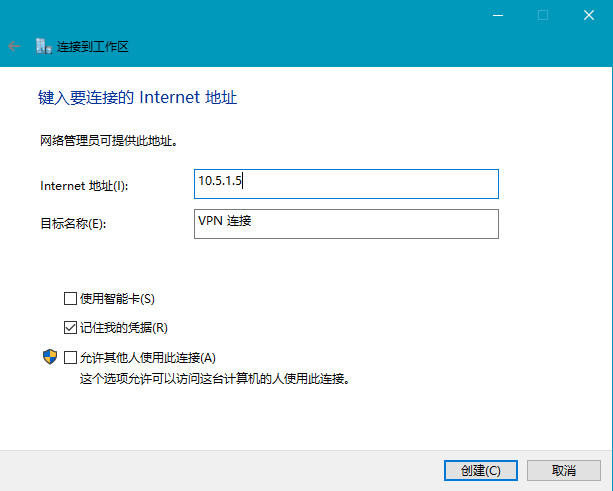 连接到工作区
键入要连接的 Internet 地址
网络管理员可提供此地址。
Internet 地址(I): 10.5.1.5
目标名称(E): VPN 连接
使用智能卡(S)
记住我的凭据(R)
允许其他人使用此连接(A)
这个选项允许可以访问这台计算机的人使用此连接。
创建(C) 取消